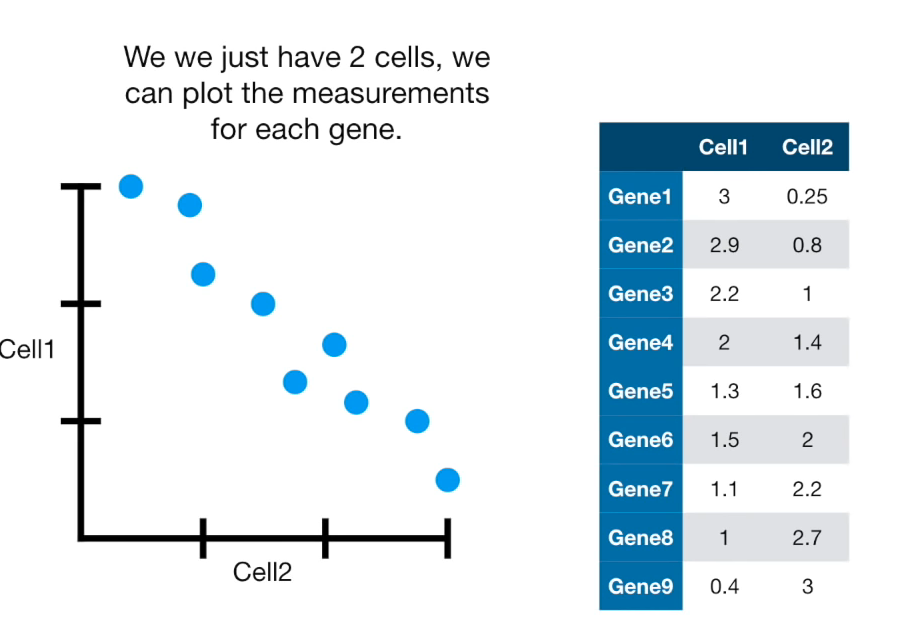 We we just have 2 cells, we
can plot the measurements
for each gene.
Cell1
Cell2
Cell1 Cell2
Gene1 3 0.25
Gene2 2.9 0.8
Gene3 2.2 1
Gene4 2 1.4
Gene5 1.3 1.6
Gene6 1.5 2
Gene7 1.1 2.2
Gene8 1 2.7
Gene9 0.4 3